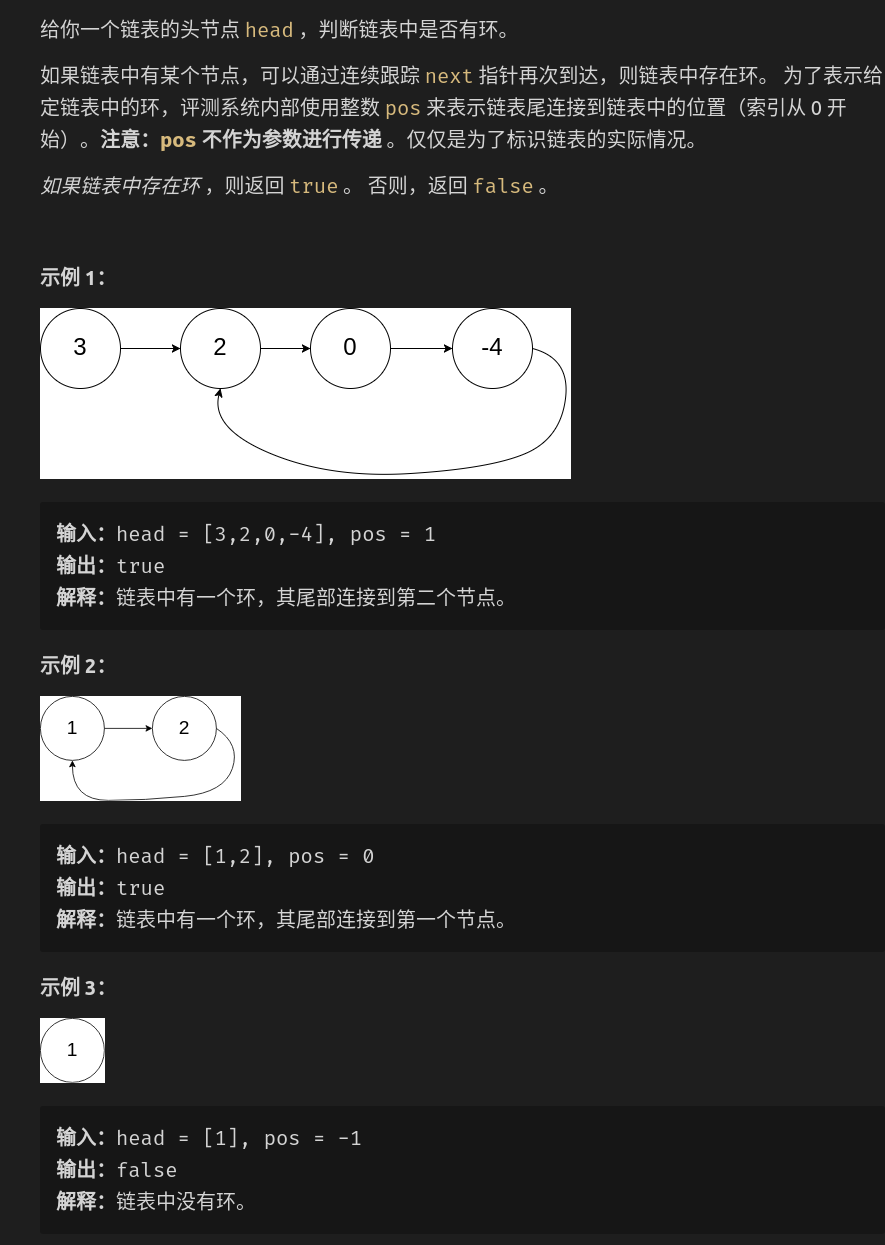 给你一个链表的头节点 head ，判断链表中是否有环。
如果链表中有某个节点，可以通过连续跟踪 next 指针再次到达，则链表中存在环。 为了表示给
定链表中的环，评测系统内部使用整数 pos 来表示链表尾连接到链表中的位置（索引从 0 开
始）。注意：pos 不作为参数进行传递 。仅仅是为了标识链表的实际情况。
如果链表中存在环 ，则返回 true 。 否则，返回 false 。
示例 1：
3 2 0 -4
输入：head = [3,2,0,-4], pos = 1
输出：true
解释：链表中有一个环，其尾部连接到第二个节点。
示例 2：
1 2
输入：head = [1,2], pos = 0
输出：true
解释：链表中有一个环，其尾部连接到第一个节点。
示例 3：
1
输入：head = [1], pos = -1
输出：false
解释：链表中没有环。